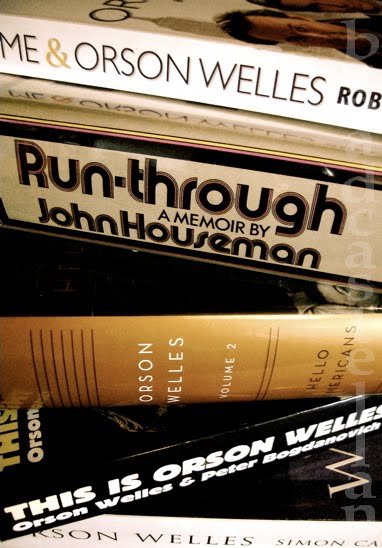 ME & ORSON WELLES ROB
Run-through
A MEMOIR BY
John Houseman
ORSON
WELLES
VOLUME 2
HELLO
AMERICANS
THIS
Orson
THIS IS ORSON WELLES
Orson Welles & Peter Bogdanovich
W
RSON WELLES SIMON CA